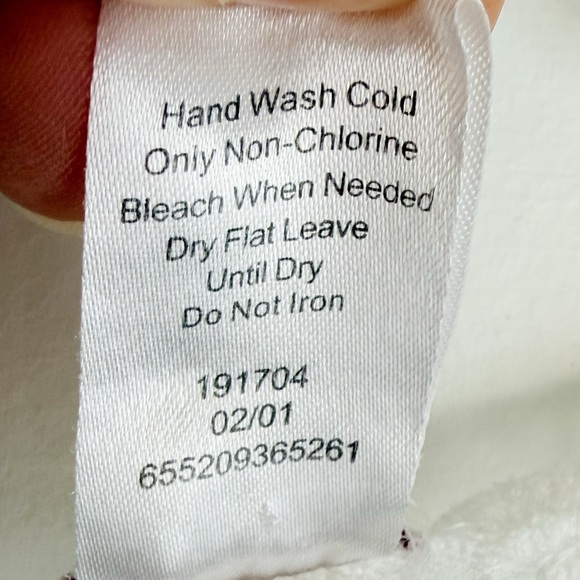 Hand Wash Cold
Only Non-Chlorine
Bleach When Needed
Dry Flat Leave
Until Dry
Do Not Iron
191704
02/01
655209365261